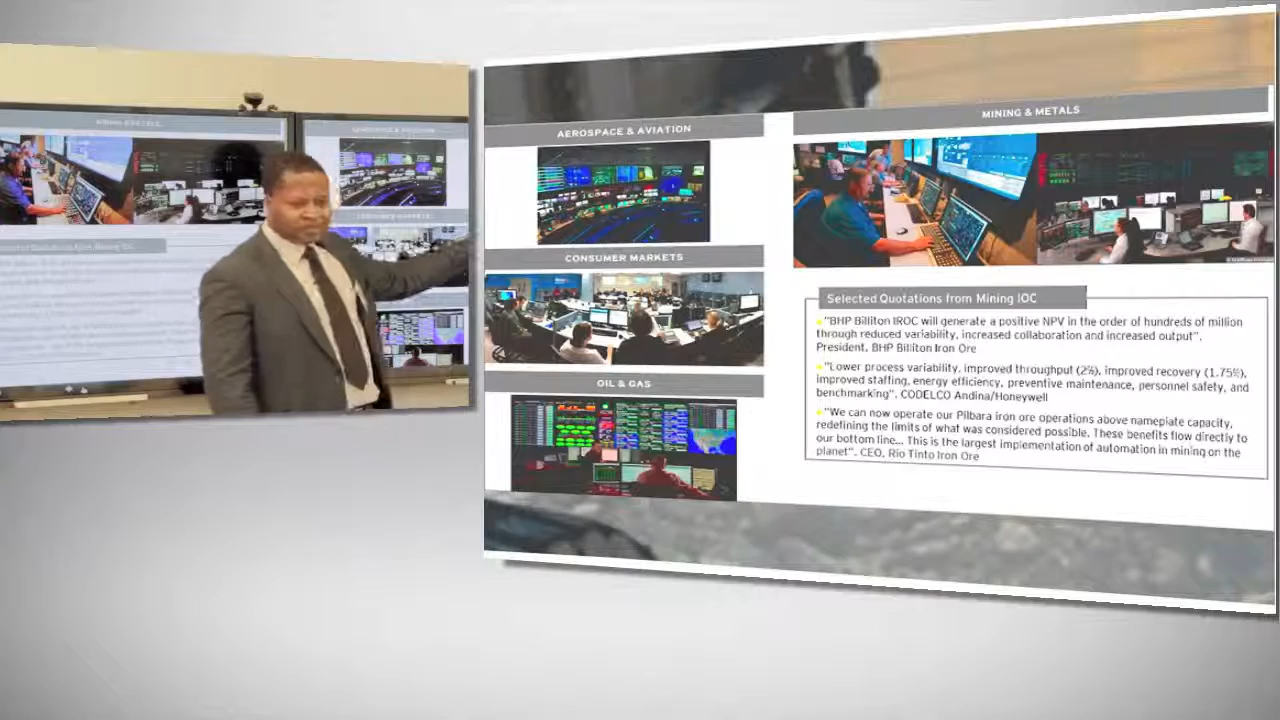 AEROSPACE & AVIATION
CONSUMER MARKETS
OIL & GAS
MINING & METALS
Selected Quotations from Mining IOC
"BHP Billiton IROC will generate a positive NPV in the order of hundreds of million
through reduced variability, increased collaboration and increased output",
President, BHP Billiton Iron Ore
"Lower process variability, improved throughput (2%), improved recovery (1.75%),
improved staffing, energy efficiency, preventive maintenance, personnel safety, and
benchmarking". CODELCO Andina/Honeywell
"We can now operate our Pilbara iron ore operations above nameplate capacity,
redefining the limits of what was considered possible. These benefits flow directly to
our bottom line... This is the largest implementation of automation in mining on the
planet". CEO, Rio Tinto Iron Ore